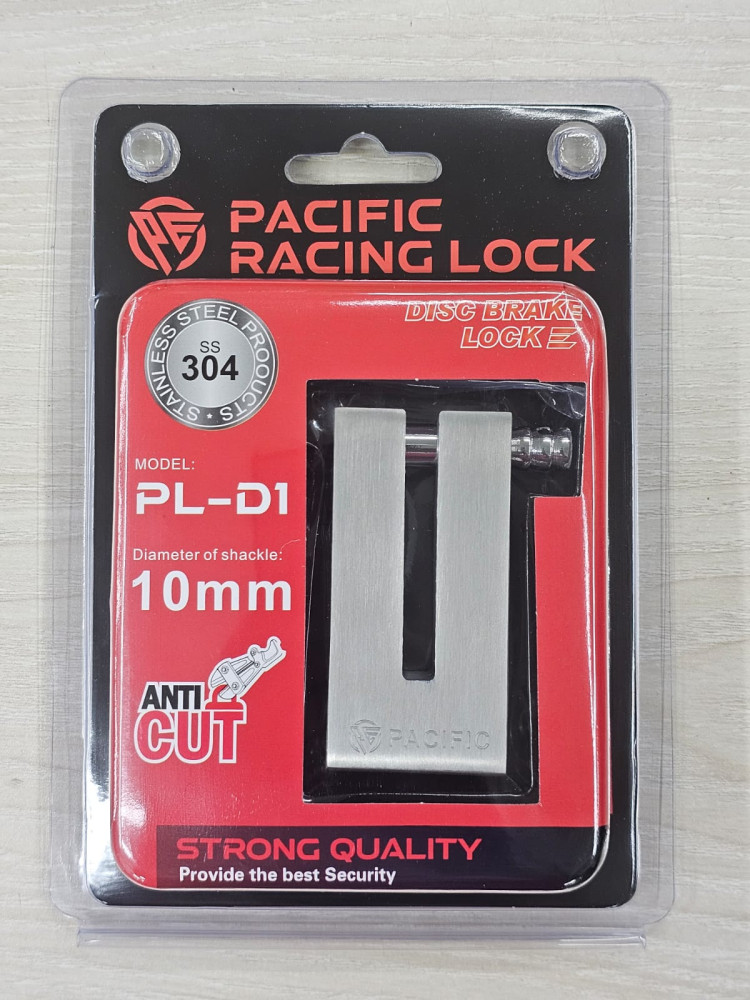 PACIFIC
RACING LOCK
DISC BRAKE
LOCK
STAINLESS STEEL PROOUCTS
SS
304
MODEL:
PL-D1
Diameter of shackle:
10mm
ANTI
CUT
PACIFIC
STRONG QUALITY
Provide the best Security